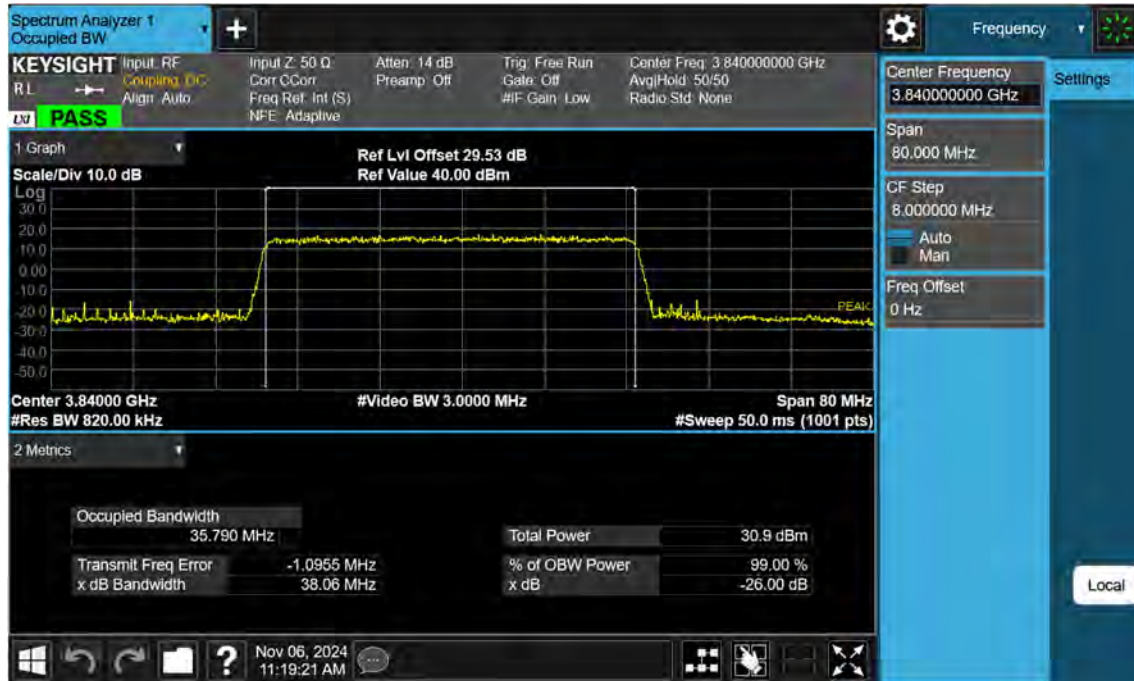 Spectrum Analyzer 1
Occupied BW
+
Frequency
KEYSIGHT
RL
LXI
PASS
Input: RF
Coupling: DC
Align: Auto
Input Z: 50 Ω
Corr CCorr
Freq Ref: Int (S)
NFE: Adaptive
Atten: 14 dB
Preamp: Off
Trig: Free Run
Gate: Off
#IF Gain: Low
Center Freq: 3.840000000 GHz
Avg|Hold: 50/50
Radio Std: None
1 Graph
Scale/Div 10.0 dB
Ref Lvl Offset 29.53 dB
Ref Value 40.00 dBm
Log
30.0
20.0
10.0
0.00
-10.0
-20.0
-30.0
-40.0
-50.0
PEAK
Center 3.84000 GHz
#Video BW 3.0000 MHz
Span 80 MHz
#Res BW 820.00 kHz
#Sweep 50.0 ms (1001 pts)
2 Metrics
Occupied Bandwidth
35.790 MHz
Transmit Freq Error -1.0955 MHz
x dB Bandwidth 38.06 MHz
Total Power 30.9 dBm
% of OBW Power 99.00 %
x dB -26.00 dB
? 
Nov 06, 2024
11:19:21 AM
Center Frequency
3.840000000 GHz
Span
80.000 MHz
CF Step
8.000000 MHz
Auto
Man
Freq Offset
0 Hz
Settings
Local